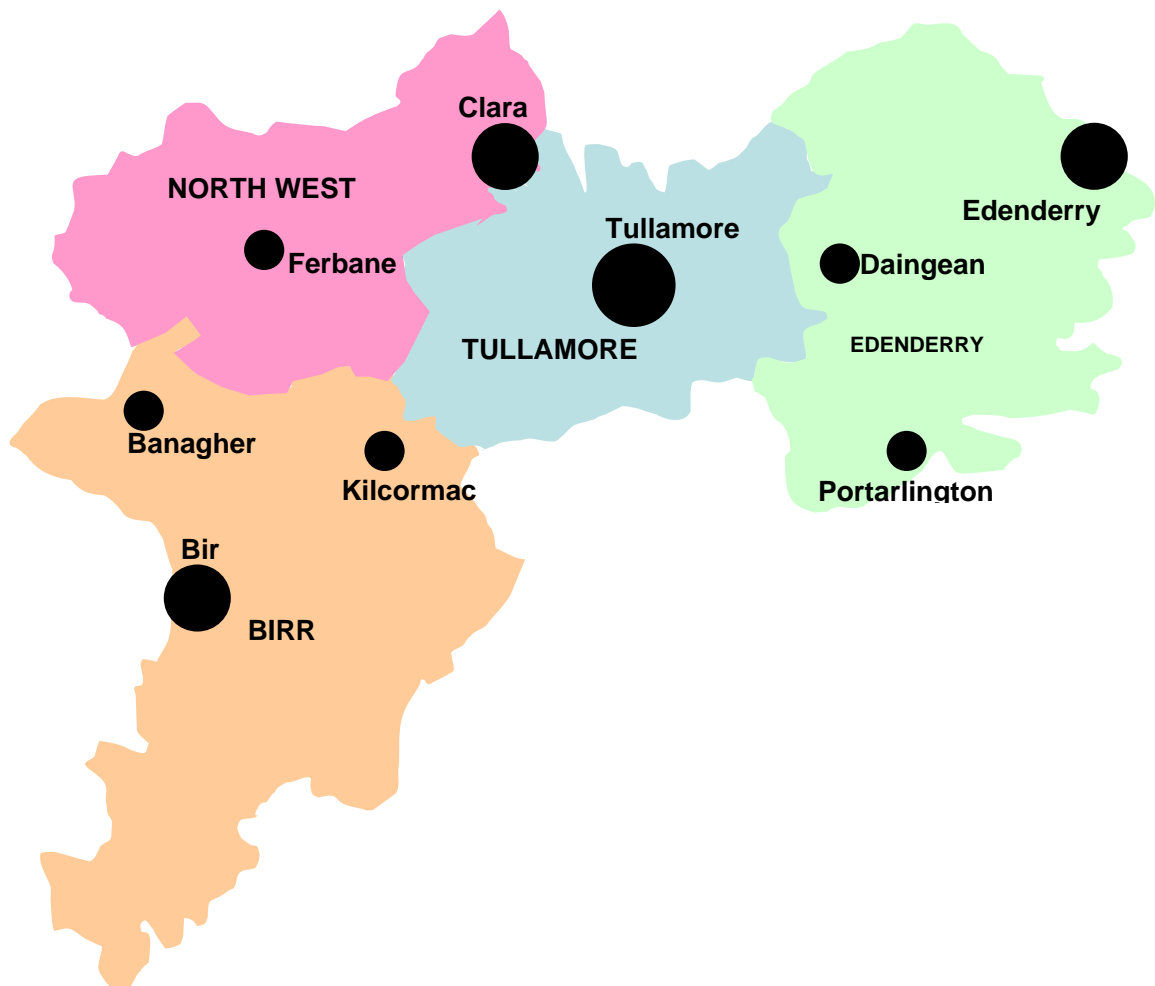 Clara
NORTH WEST
Edenderry
Tullamore
Ferbane
Daingean
TULLAMORE
EDENDERRY
Banagher
Kilcormac
Portarlington
Bir
BIRR